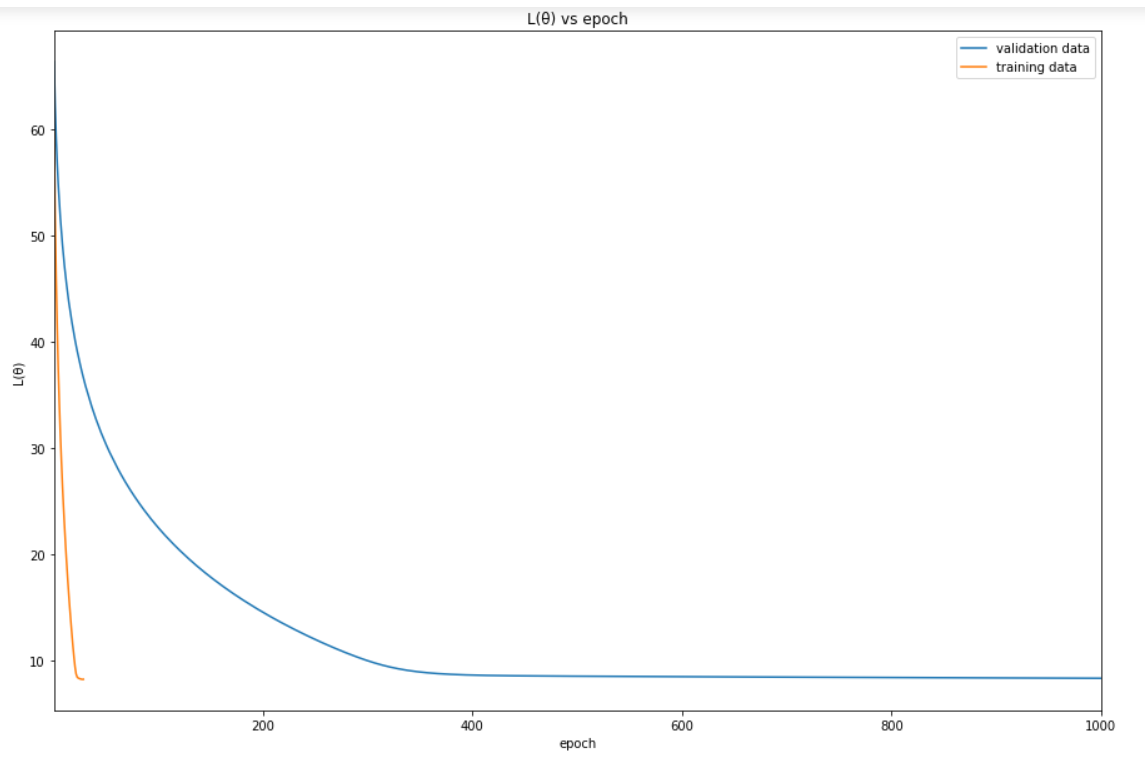 L(θ) vs epoch
validation data
training data
60
50
40
30
20
10
L(θ)
200 400 600 800 1000
epoch